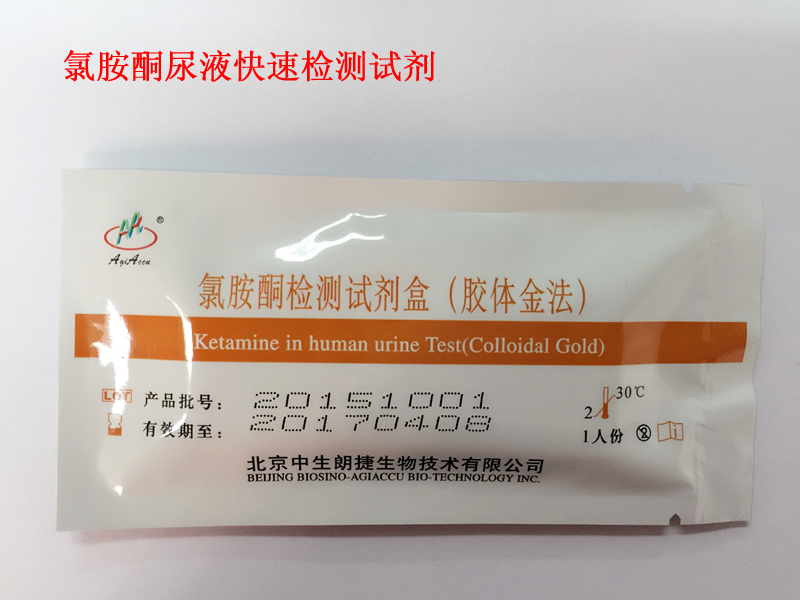 氯胺酮尿液快速检测试剂
AgiAccu ®
氯胺酮检测试剂盒（胶体金法）
Ketamine in human urine Test(Colloidal Gold)
LOT 产品批号： 20151001
有效期至： 20170408
2 30℃
1人份 2 i
北京中生朗捷生物技术有限公司
BEIJING BIOSINO-AGIACCU BIO-TECHNOLOGY INC.